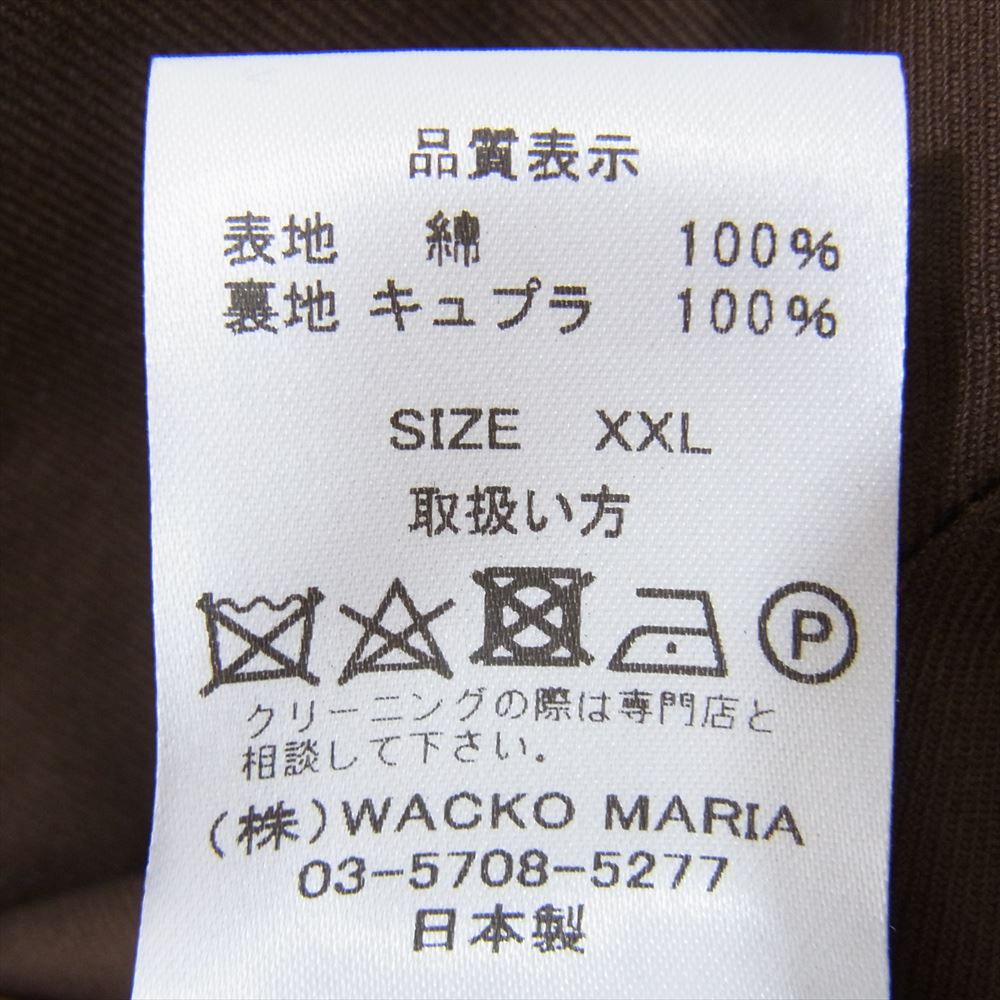 品質表示
表地 綿 100%
裏地 キュプラ 100%
SIZE XXL
取扱い方
P
クリーニングの際は専門店と
相談して下さい。
(株)WACKO MARIA
03-5708-5277
日本製